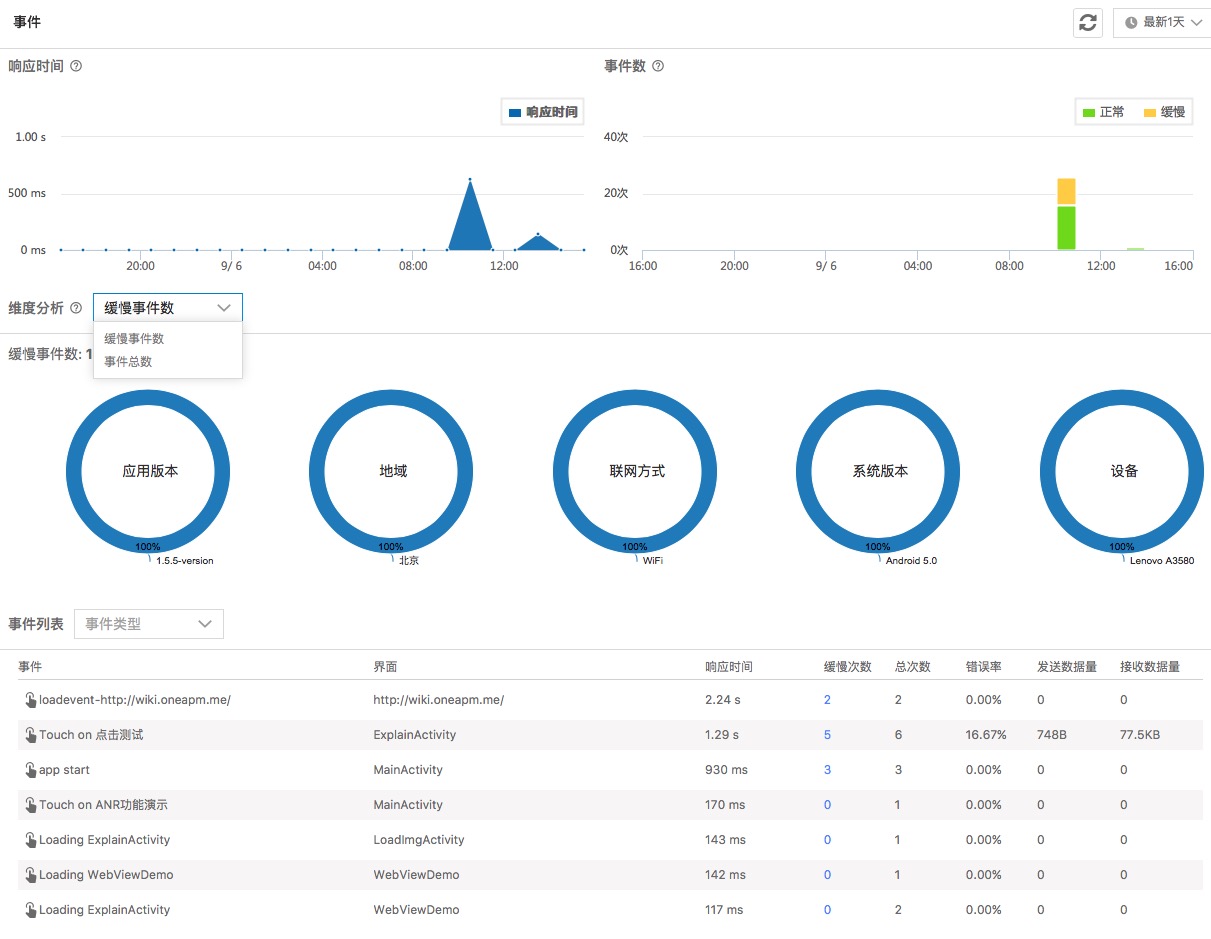 事件
最新1天
响应时间
事件数
响应时间
正常 缓慢
1.00 s
500 ms
0 ms
20:00 9/ 6 04:00 08:00 12:00
40次
20次
0次
16:00 20:00 9/ 6 04:00 08:00 12:00 16:00
维度分析 缓慢事件数
缓慢事件数
事件总数
缓慢事件数: 1
应用版本 地域 联网方式 系统版本 设备
100% 100% 100% 100% 100%
1.5.5-version 北京 WiFi Android 5.0 Lenovo A3580
事件列表 事件类型
事件 界面 响应时间 缓慢次数 总次数 错误率 发送数据量 接收数据量
loadevent-http://wiki.oneapm.me/ http://wiki.oneapm.me/ 2.24 s 2 2 0.00% 0 0
Touch on 点击测试 ExplainActivity 1.29 s 5 6 16.67% 748B 77.5KB
app start MainActivity 930 ms 3 3 0.00% 0 0
Touch on ANR功能演示 MainActivity 170 ms 0 1 0.00% 0 0
Loading ExplainActivity LoadImgActivity 143 ms 0 1 0.00% 0 0
Loading WebViewDemo WebViewDemo 142 ms 0 1 0.00% 0 0
Loading ExplainActivity WebViewDemo 117 ms 0 2 0.00% 0 0